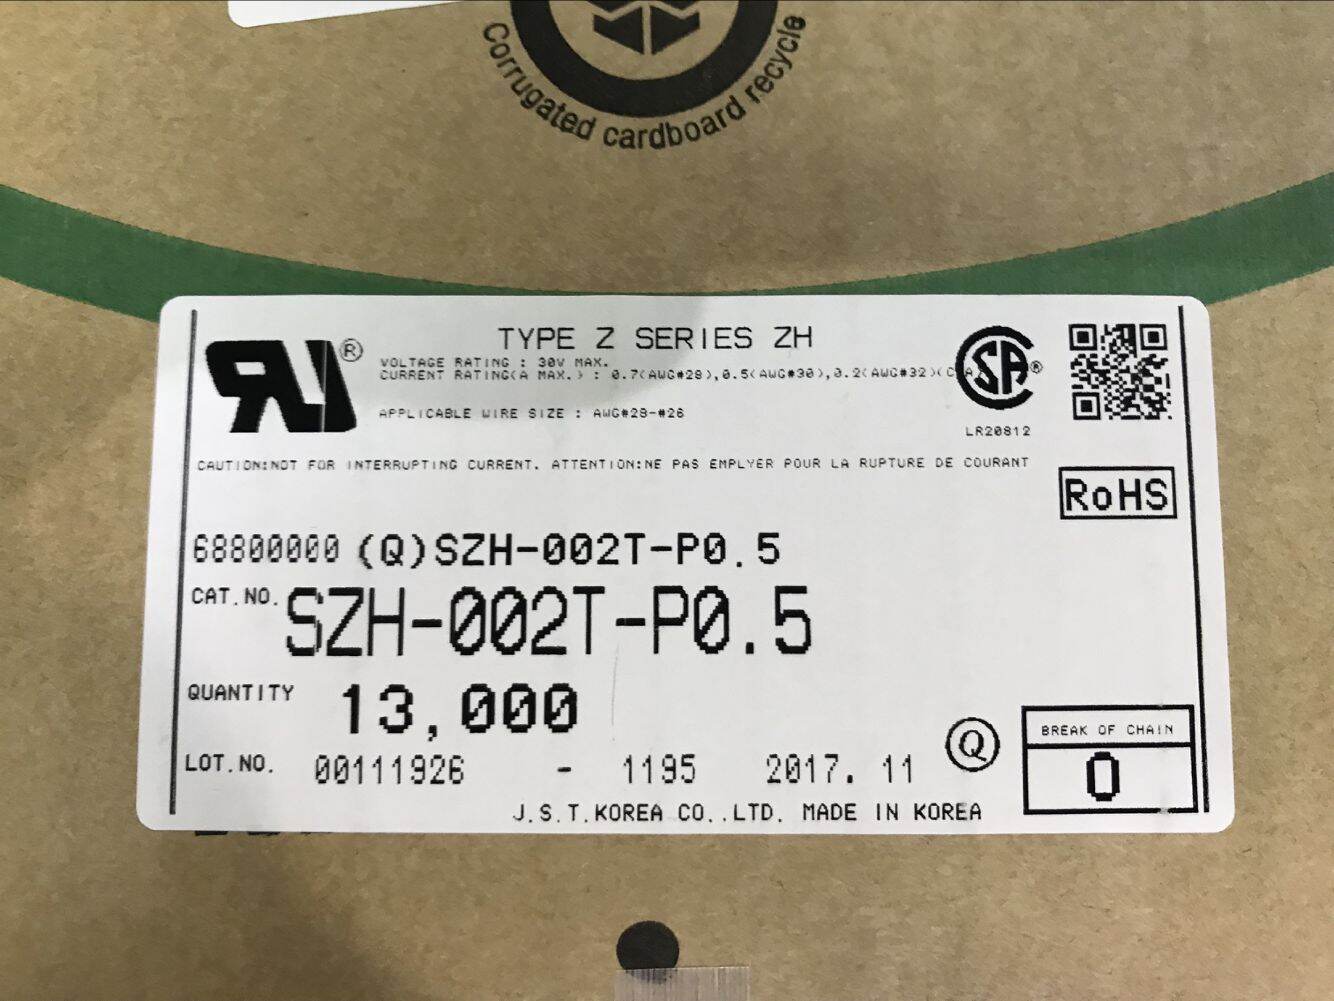 Corrugated cardboard recycle
TYPE Z SERIES ZH
VOLTAGE RATING : 30V MAX.
CURRENT RATING(A MAX.) : 0.7(AWG#28),0.5(AWG#30),0.2(AWG#32)(CSA)
APPLICABLE WIRE SIZE : AWG#28-#26
LR20812
CAUTION:NOT FOR INTERRUPTING CURRENT. ATTENTION:NE PAS EMPLYER POUR LA RUPTURE DE COURANT
RoHS
68800000 (Q)SZH-002T-P0.5
CAT.NO. SZH-002T-P0.5
QUANTITY 13,000
LOT.NO. 00111926 - 1195 2017. 11 Q
BREAK OF CHAIN
0
J.S.T.KOREA CO.,LTD. MADE IN KOREA